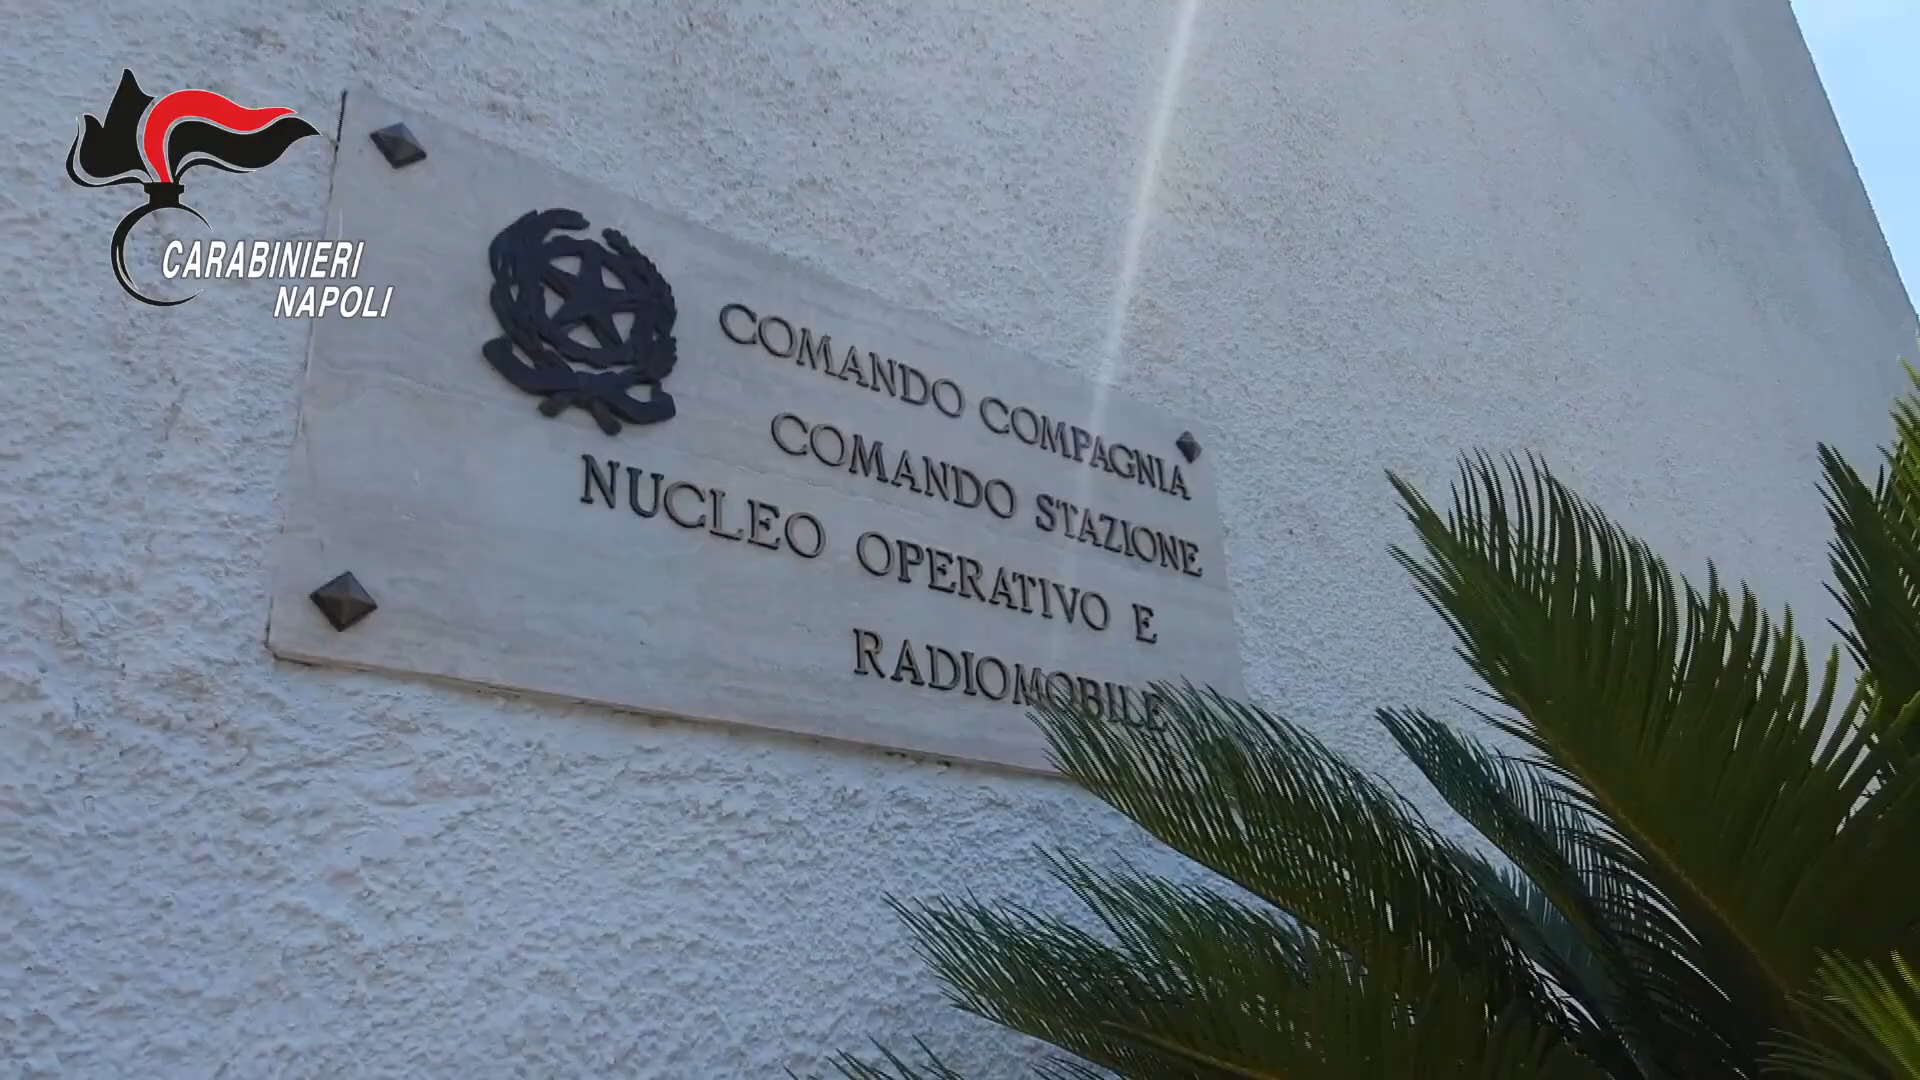 CARABINIERI
NAPOLI
COMANDO COMPAGNIA
COMANDO STAZIONE
NUCLEO OPERATIVO E
RADIOMOBILE